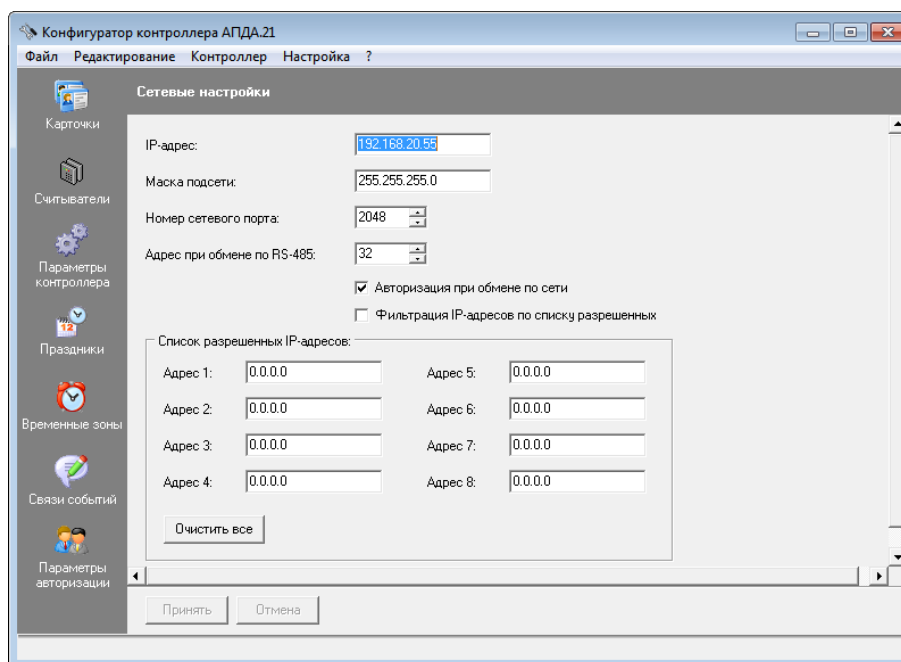 Конфигуратор контроллера АПДА.21
Файл Редактирование Контроллер Настройка ?
Карточки
Считыватели
Параметры
контроллера
12
Праздники
Временные зоны
Связи событий
Параметры
авторизации
Сетевые настройки
IP-адрес: 192.168.20.55
Маска подсети: 255.255.255.0
Номер сетевого порта: 2048
Адрес при обмене по RS-485: 32
Авторизация при обмене по сети
Фильтрация IP-адресов по списку разрешенных
Список разрешенных IP-адресов:
Адрес 1: 0.0.0.0 Адрес 5: 0.0.0.0
Адрес 2: 0.0.0.0 Адрес 6: 0.0.0.0
Адрес 3: 0.0.0.0 Адрес 7: 0.0.0.0
Адрес 4: 0.0.0.0 Адрес 8: 0.0.0.0
Очистить все
Принять Отмена